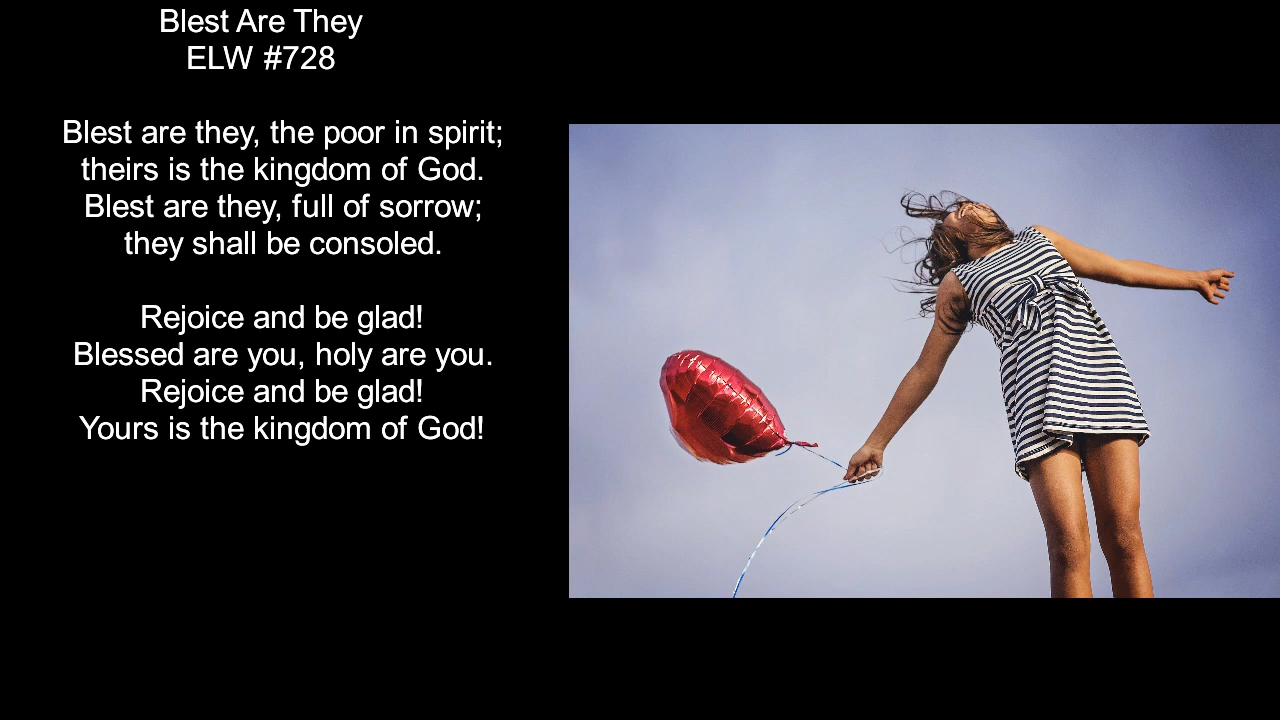 Blest Are They
ELW #728
Blest are they, the poor in spirit;
theirs is the kingdom of God.
Blest are they, full of sorrow;
they shall be consoled.
Rejoice and be glad!
Blessed are you, holy are you.
Rejoice and be glad!
Yours is the kingdom of God!